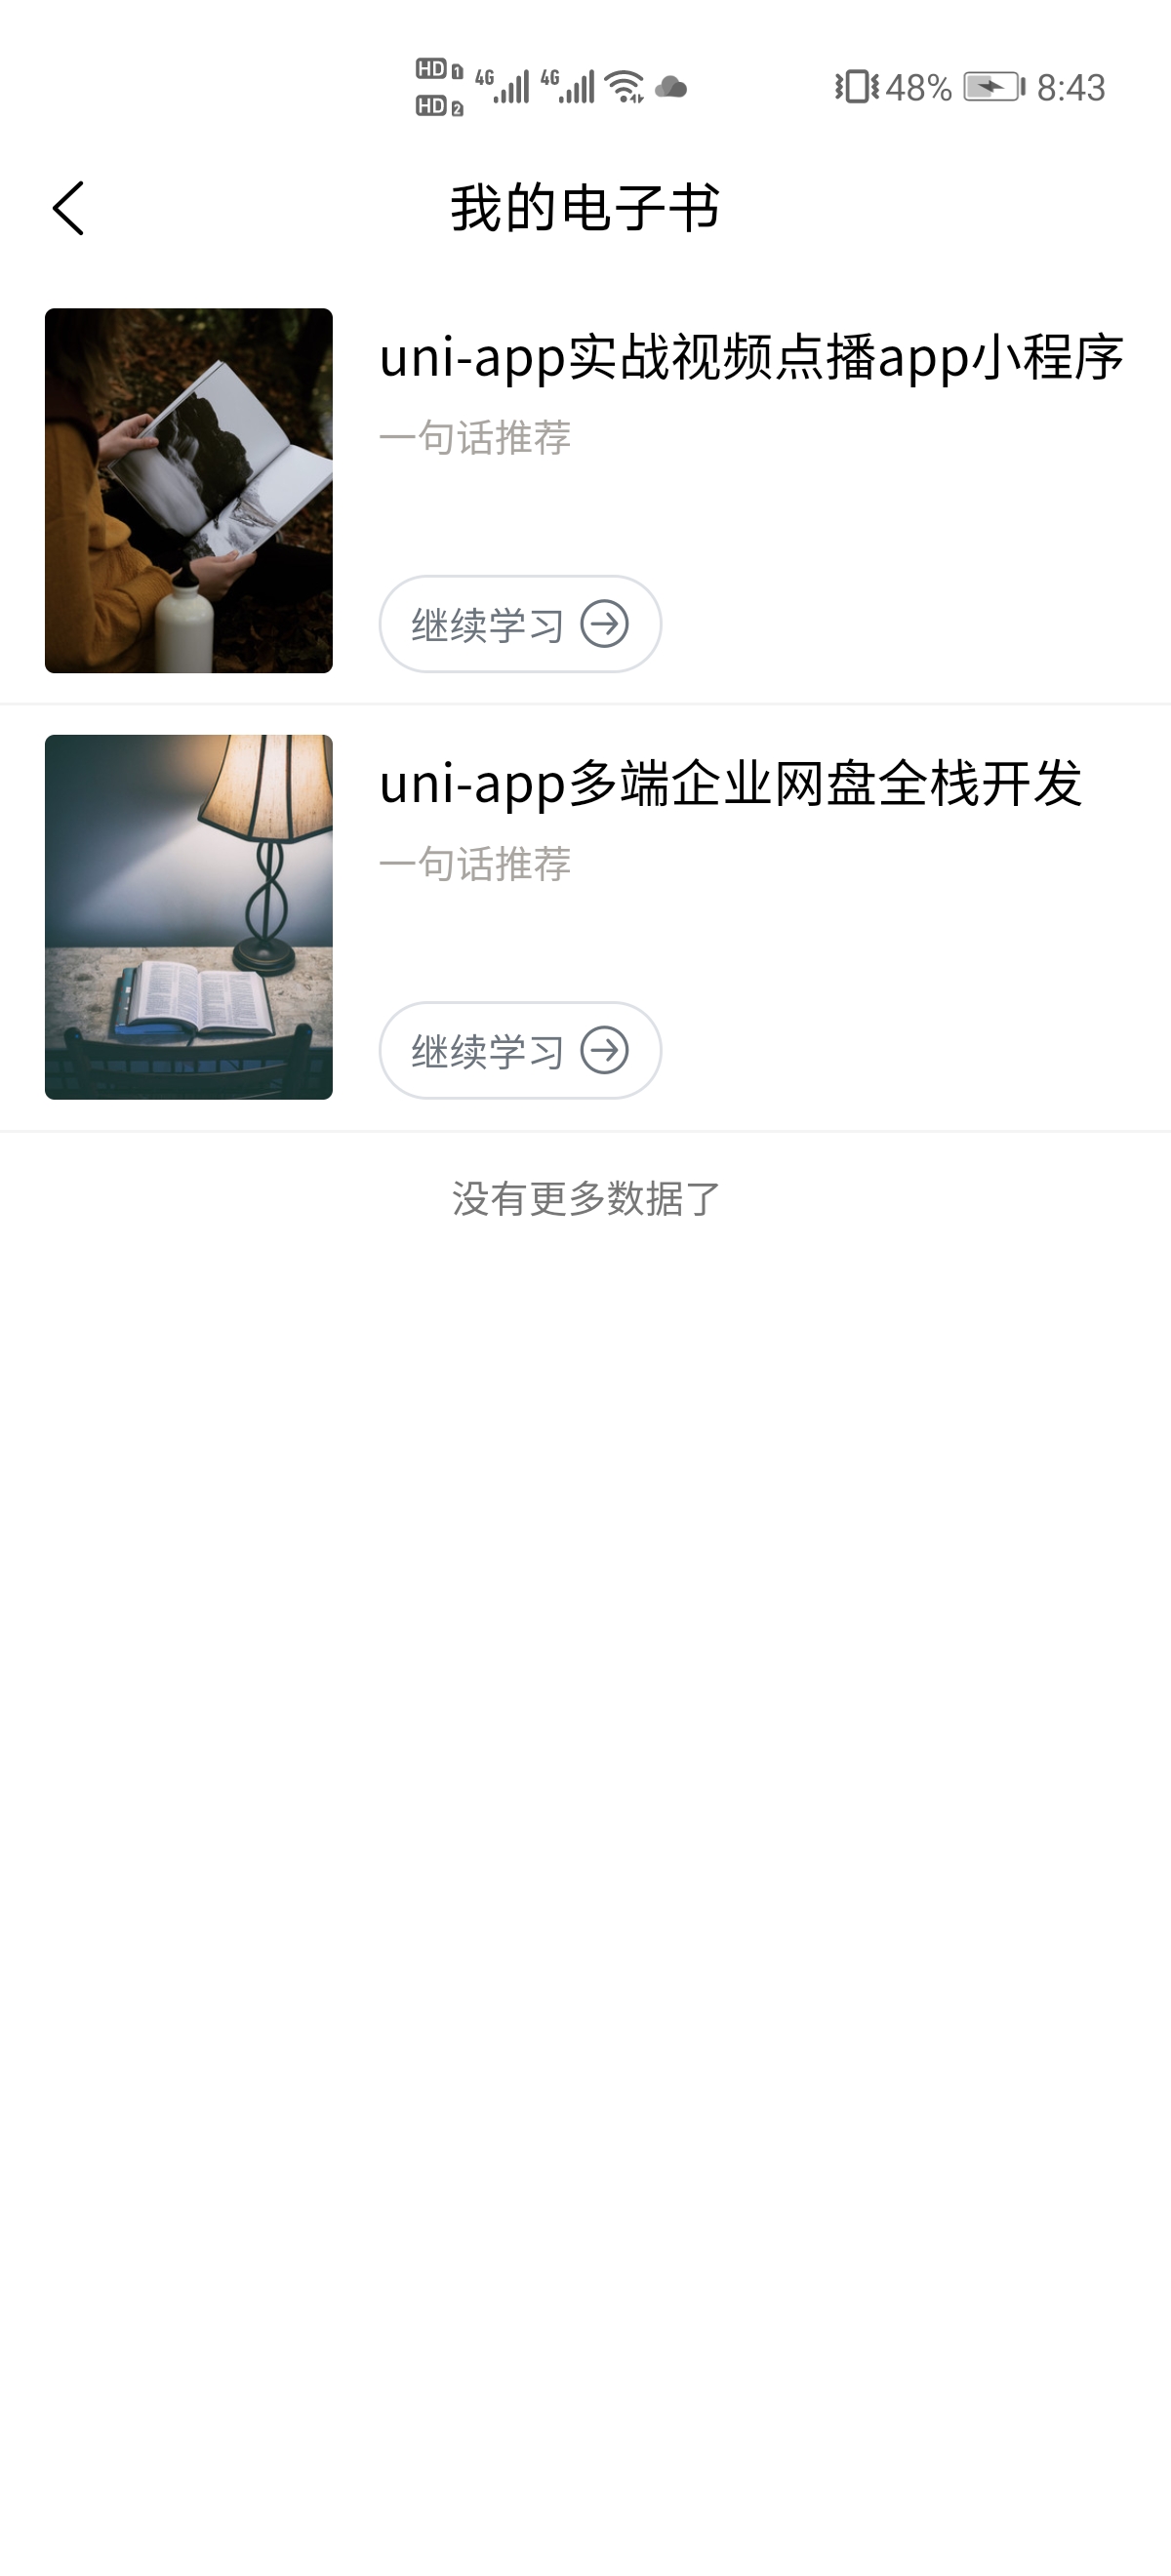 HD 1 4G 4G 48% 8:43
HD 2
我的电子书
uni-app实战视频点播app小程序
一句话推荐
继续学习
uni-app多端企业网盘全栈开发
一句话推荐
继续学习
没有更多数据了